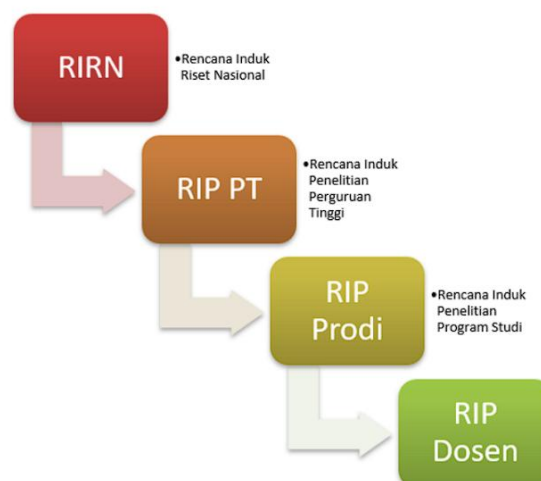 RIRN
•Rencana Induk
Riset Nasional
RIP PT
•Rencana Induk
Penelitian
Perguruan
Tinggi
RIP
Prodi
•Rencana Induk
Penelitian
Program Studi
RIP
Dosen